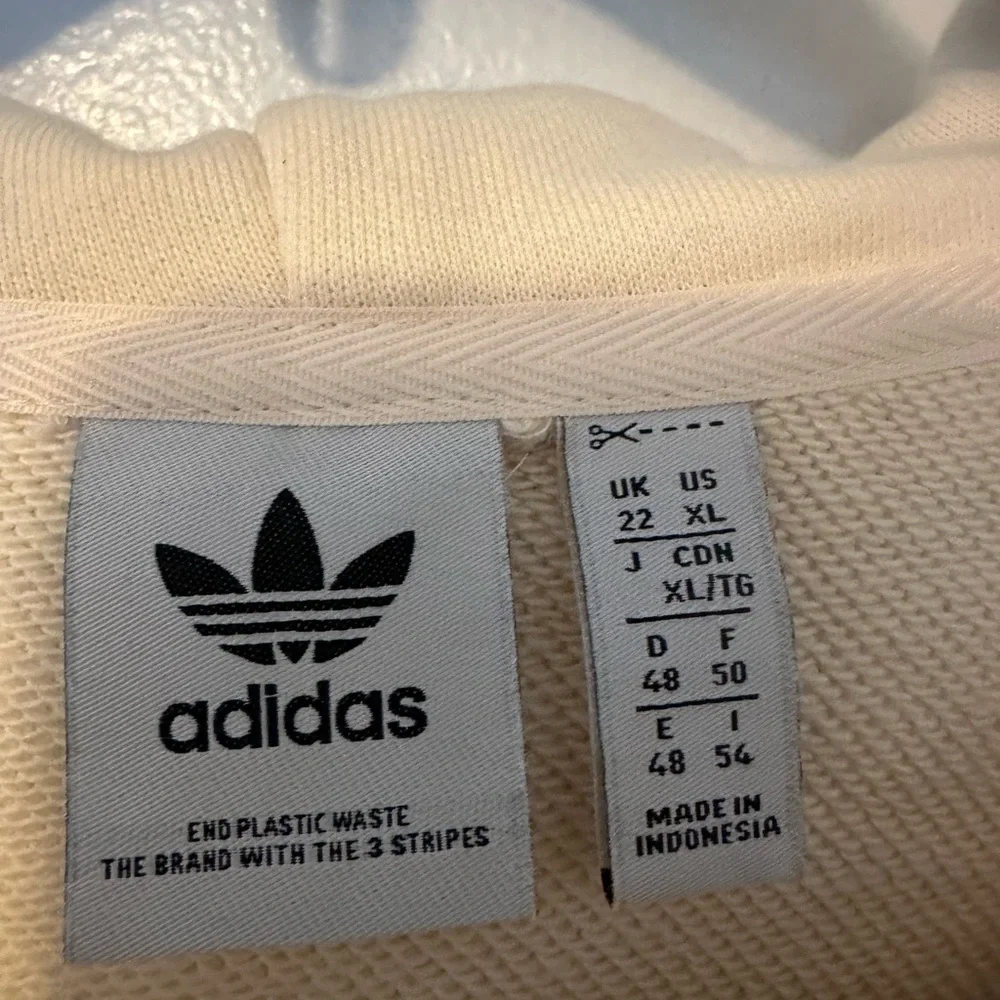 adidas
END PLASTIC WASTE
THE BRAND WITH THE 3 STRIPES
UK US
22 XL
J CDN
XL/TG
D F
48 50
E I
48 54
MADE IN
INDONESIA